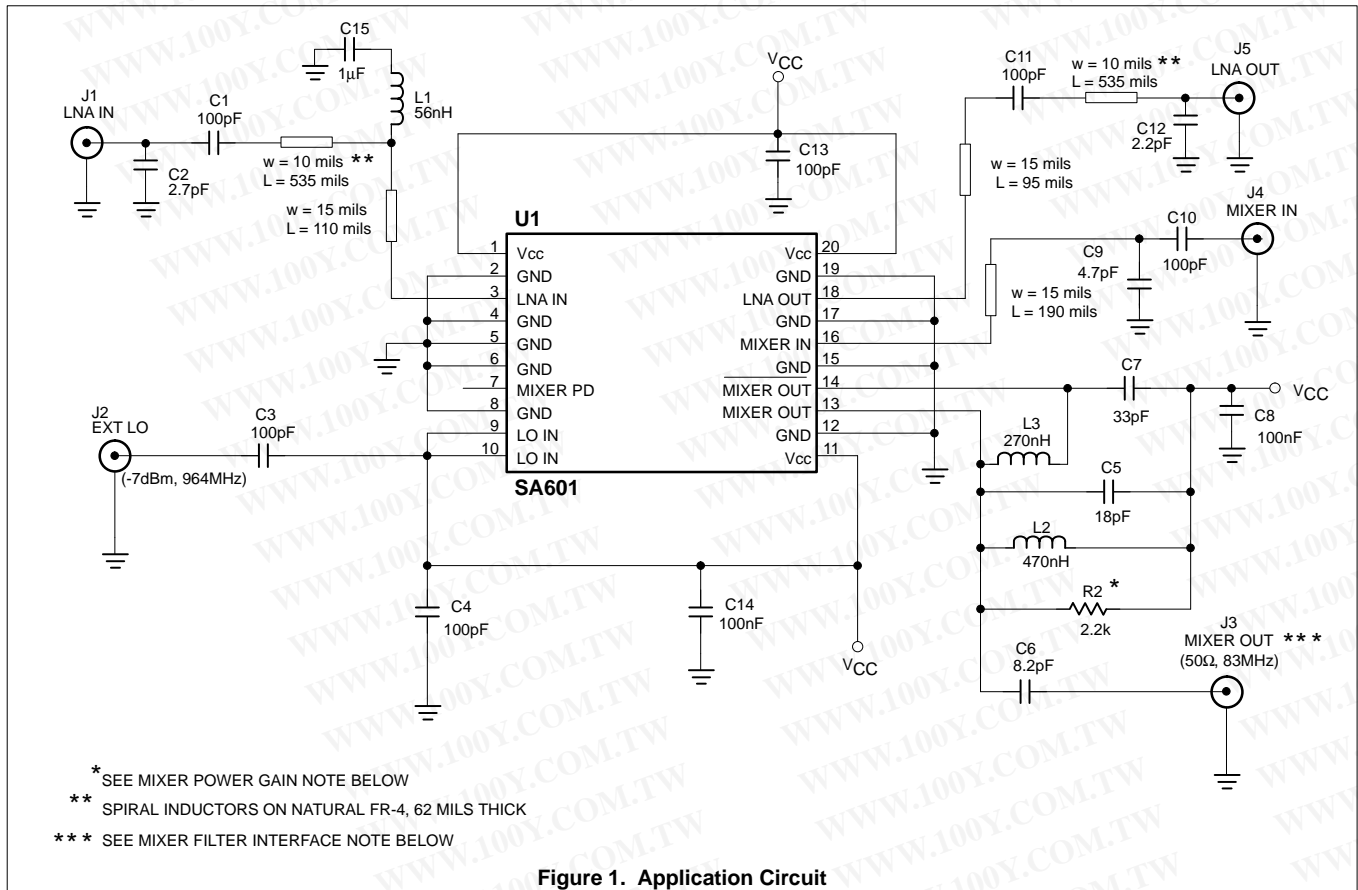 C15
1µF
L1
56nH
J1
LNA IN
C1
100pF
C2
2.7pF
w = 10 mils **
L = 535 mils
w = 15 mils
L = 110 mils
VCC
C13
100pF
C11
100pF
w = 10 mils **
L = 535 mils
J5
LNA OUT
C12
2.2pF
w = 15 mils
L = 95 mils
J4
MIXER IN
C10
100pF
C9
4.7pF
w = 15 mils
L = 190 mils
U1
1 Vcc
2 GND
3 LNA IN
4 GND
5 GND
6 GND
7 MIXER PD
8 GND
9 LO IN
10 LO IN
Vcc 20
GND 19
LNA OUT 18
GND 17
MIXER IN 16
GND 15
MIXER OUT 14
MIXER OUT 13
GND 12
Vcc 11
SA601
J2
EXT LO
(-7dBm, 964MHz)
C3
100pF
C7
33pF
VCC
C8
100nF
L3
270nH
C5
18pF
L2
470nH
R2 *
2.2k
C6
8.2pF
J3
MIXER OUT ***
(50Ω, 83MHz)
C4
100pF
C14
100nF
VCC
* SEE MIXER POWER GAIN NOTE BELOW
** SPIRAL INDUCTORS ON NATURAL FR-4, 62 MILS THICK
*** SEE MIXER FILTER INTERFACE NOTE BELOW
Figure 1. Application Circuit
WWW.100Y.COM.TW